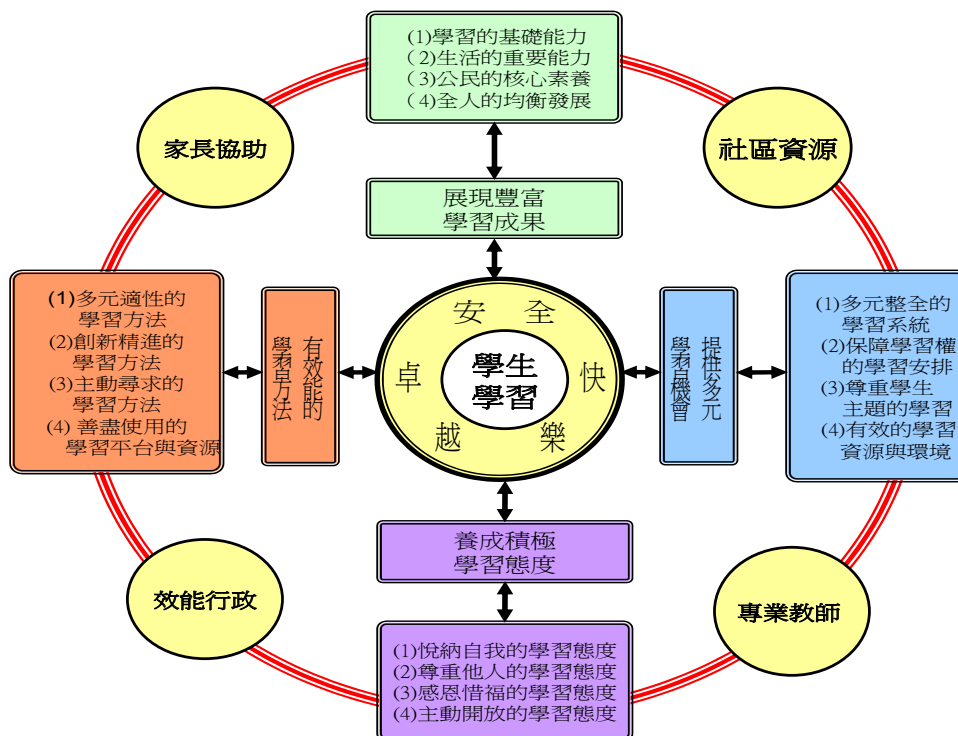 (1)學習的基礎能力
(2)生活的重要能力
(3)公民的核心素養
(4)全人的均衡發展
家長協助
社區資源
展現豐富
學習成果
(1)多元適性的
學習方法
(2)創新精進的
學習方法
(3)主動尋求的
學習方法
(4) 善盡使用的
學習平台與資源
有效能的
學習方法
安全
快樂
卓越
學生
學習
提供多元
學習機會
(1)多元整全的
學習系統
(2)保障學習權
的學習安排
(3)尊重學生
主題的學習
(4)有效的學習
資源與環境
養成積極
學習態度
效能行政
專業教師
(1)悅納自我的學習態度
(2)尊重他人的學習態度
(3)感恩惜福的學習態度
(4)主動開放的學習態度